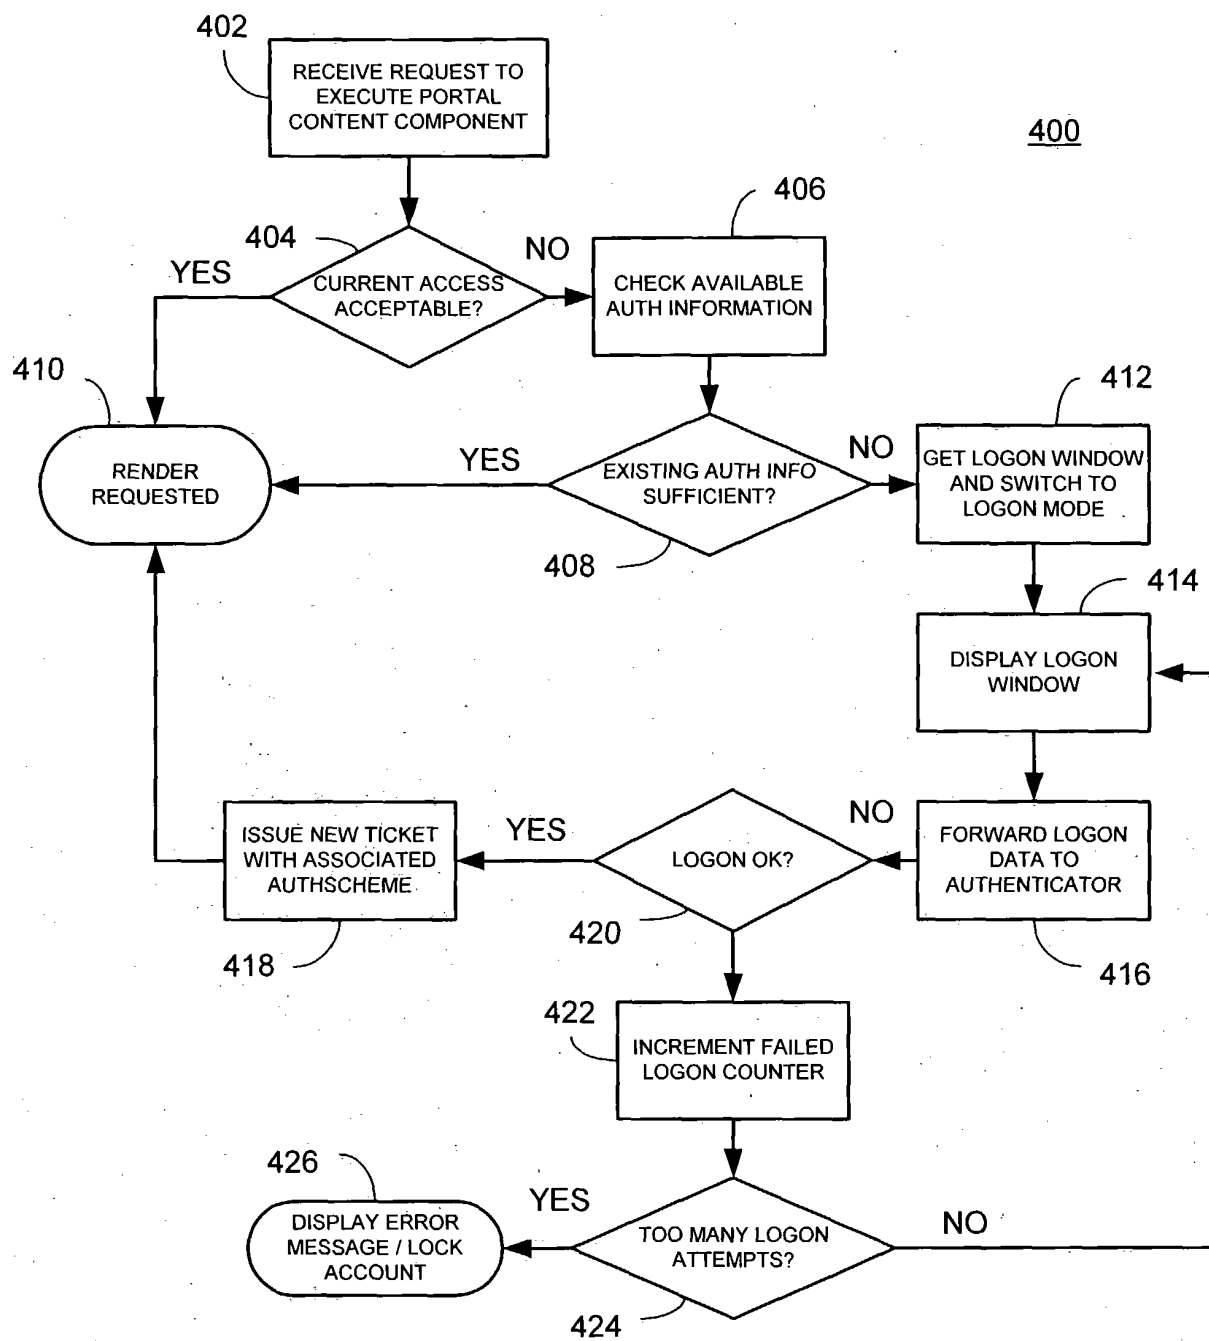 402
RECEIVE REQUEST TO
EXECUTE PORTAL
CONTENT COMPONENT
400
406
404
NO
YES
CURRENT ACCESS
ACCEPTABLE?
CHECK AVAILABLE
AUTH INFORMATION
410
412
RENDER
REQUESTED
YES
EXISTING AUTH INFO
SUFFICIENT?
NO
GET LOGON WINDOW
AND SWITCH TO
LOGON MODE
408
414
DISPLAY LOGON
WINDOW
ISSUE NEW TICKET
WITH ASSOCIATED
AUTHSCHEME
YES
LOGON OK?
NO
FORWARD LOGON
DATA TO
AUTHENTICATOR
418
420
416
422
INCREMENT FAILED
LOGON COUNTER
426
YES
DISPLAY ERROR
MESSAGE / LOCK
ACCOUNT
TOO MANY LOGON
ATTEMPTS?
NO
424